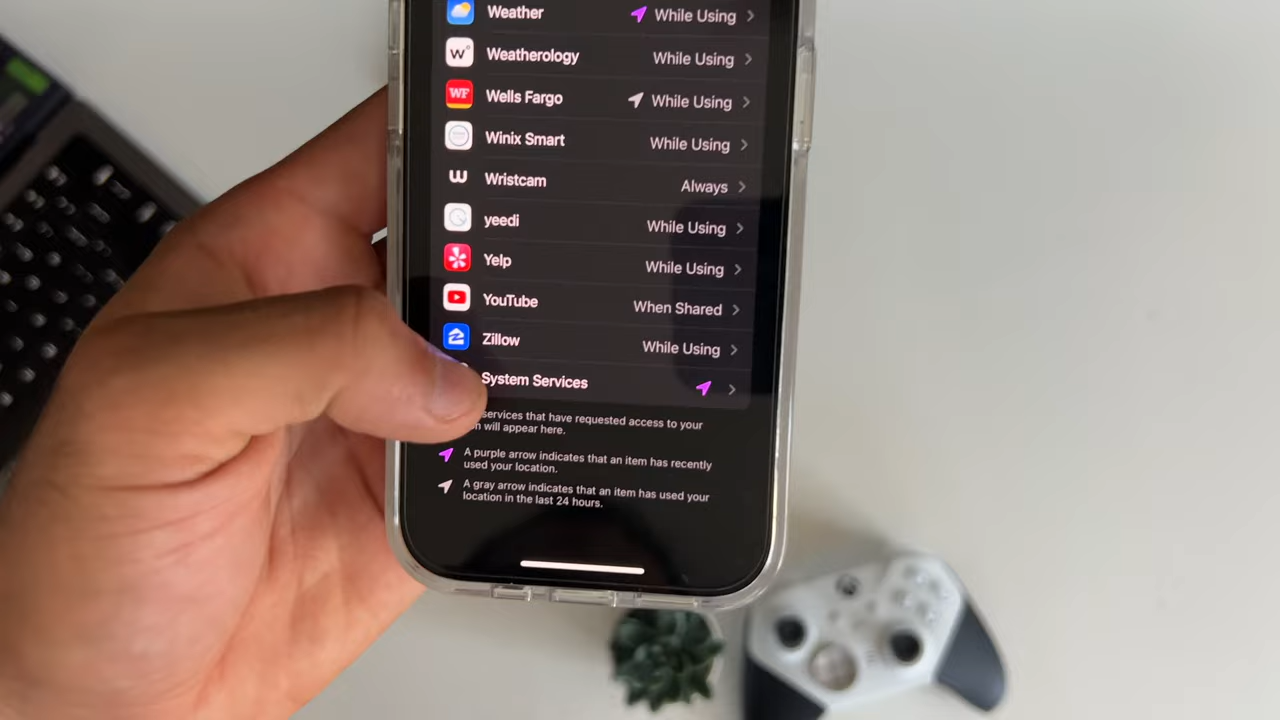 Weather While Using
Weatherology While Using
WF Wells Fargo While Using
Winix Smart While Using
Wristcam Always
yeedi While Using
Yelp While Using
YouTube When Shared
Zillow While Using
System Services
services that have requested access to your
will appear here.
A purple arrow indicates that an item has recently
used your location.
A gray arrow indicates that an item has used your
location in the last 24 hours.